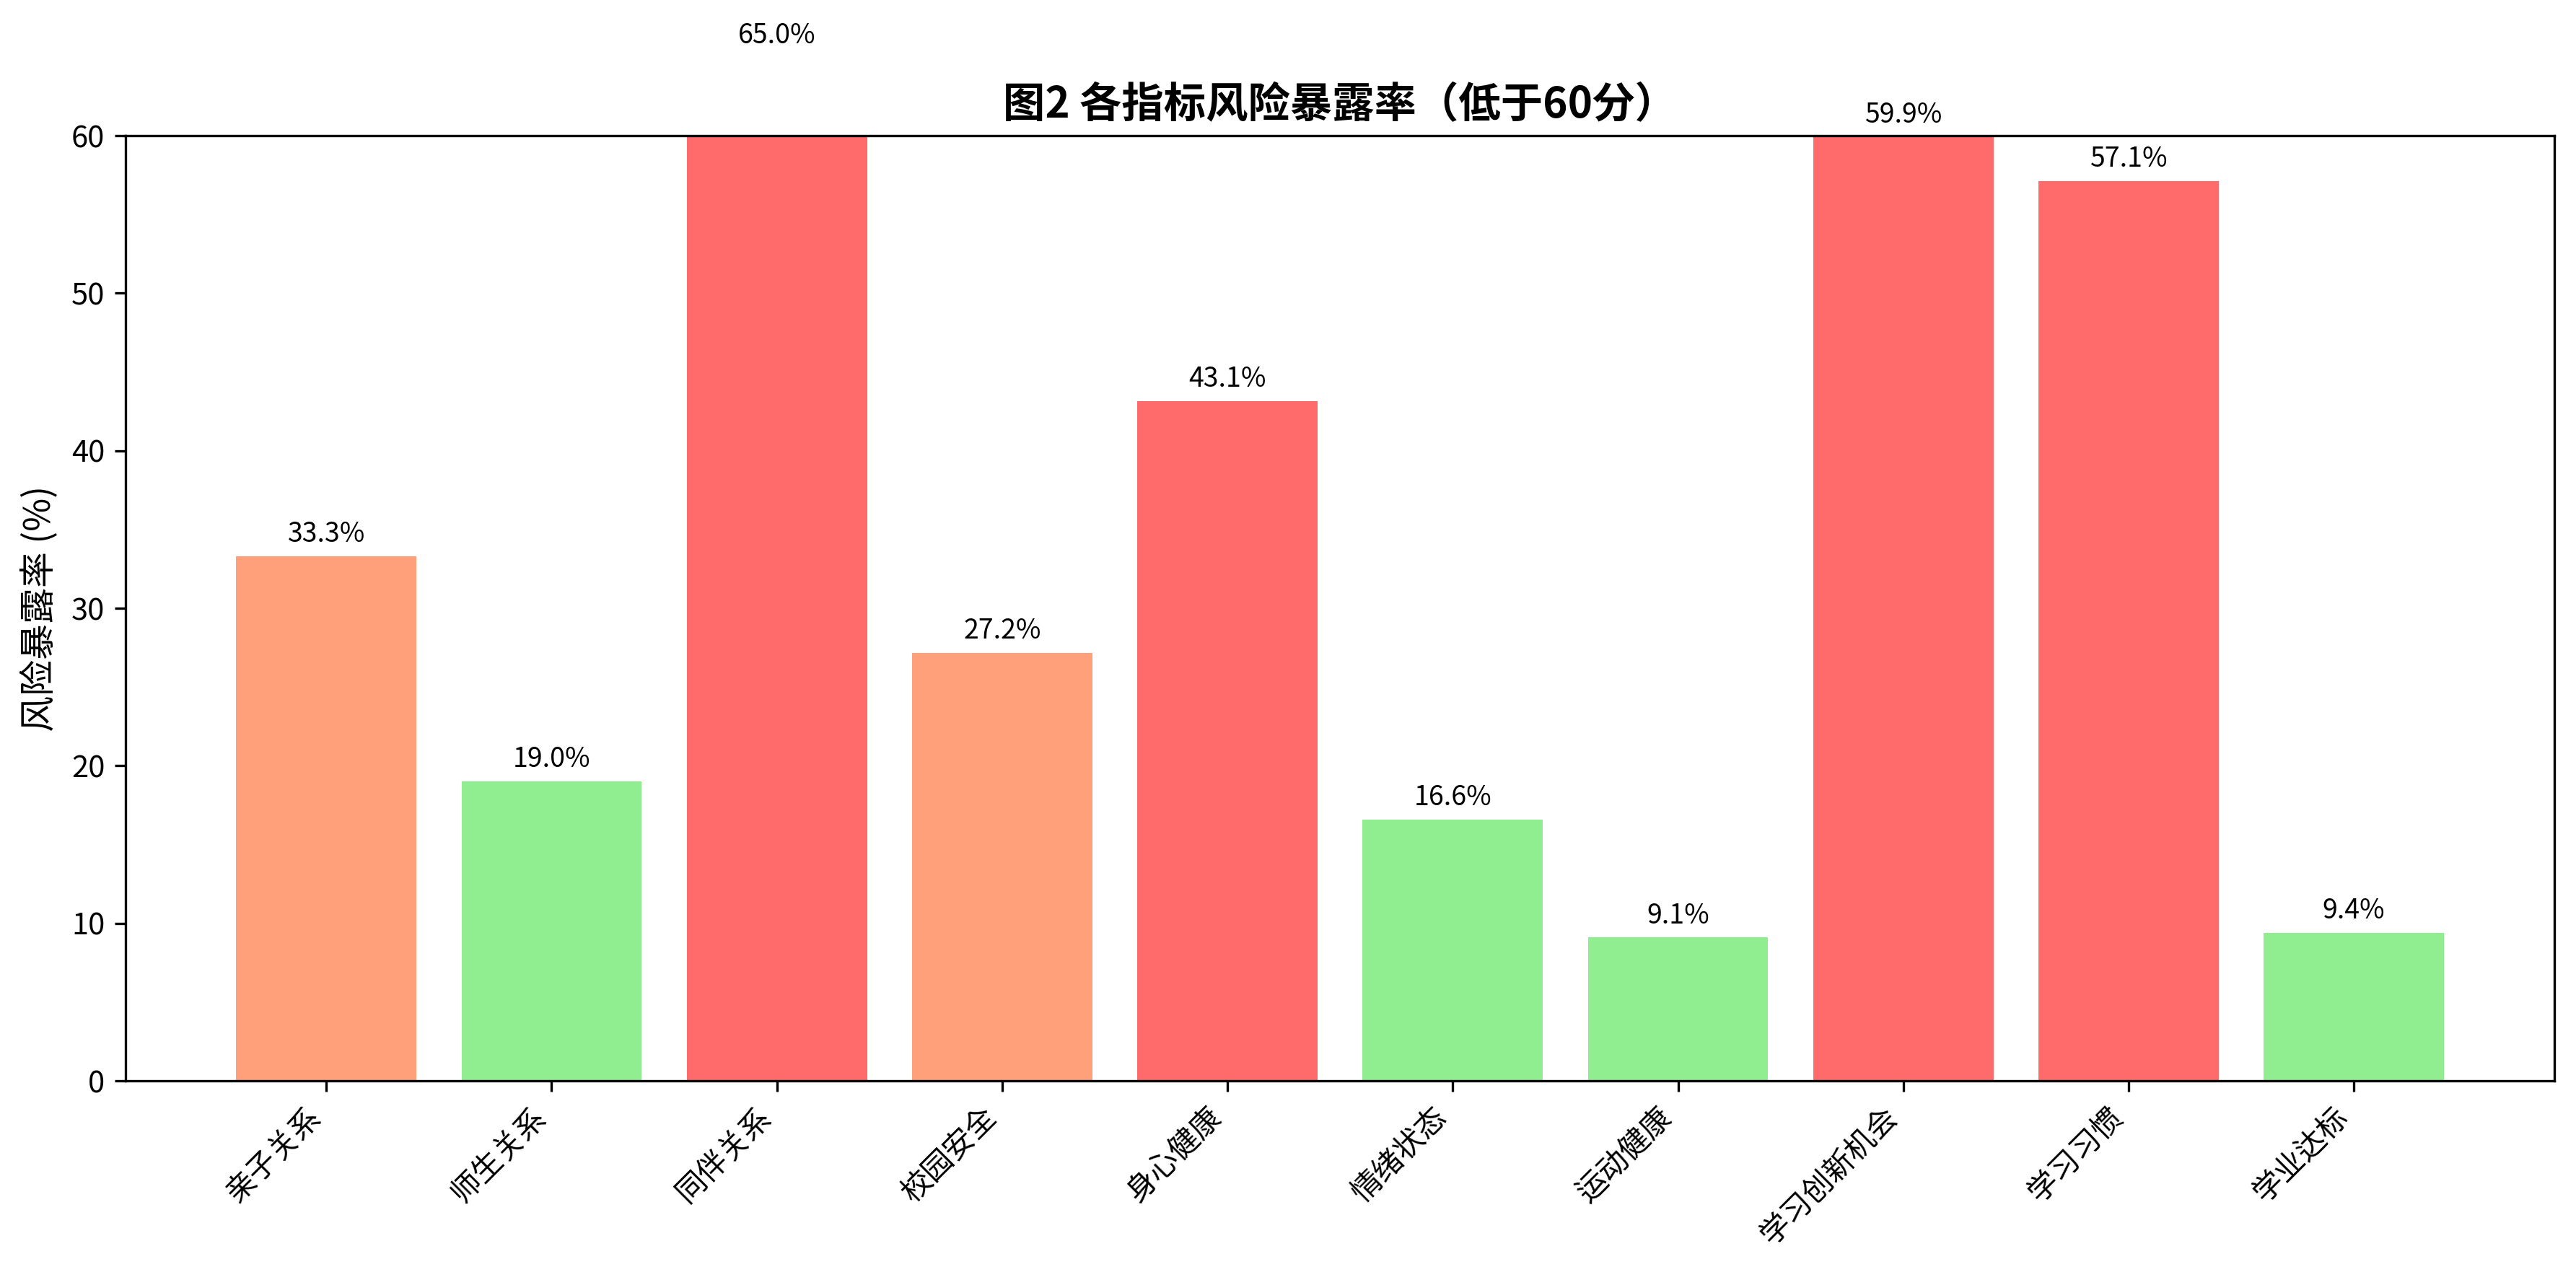 65.0%
图2 各指标风险暴露率（低于60分）
59.9%
57.1%
43.1%
33.3%
27.2%
19.0%
16.6%
9.1%
9.4%
60
50
40
30
20
10
0
风险暴露率 (%)
亲子关系
师生关系
同伴关系
校园安全
身心健康
情绪状态
运动健康
学习创新机会
学习习惯
学业达标